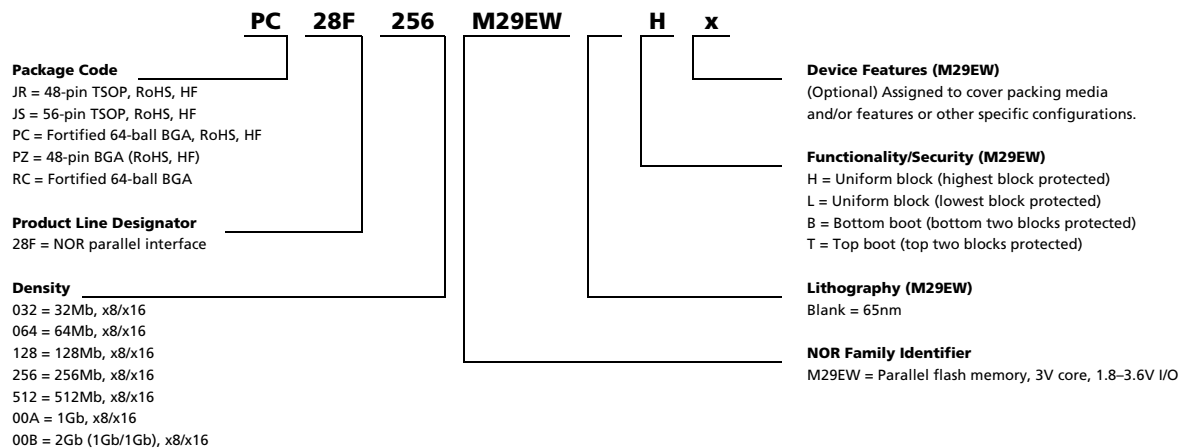 PC 28F 256 M29EW H x
Package Code
JR = 48-pin TSOP, RoHS, HF
JS = 56-pin TSOP, RoHS, HF
PC = Fortified 64-ball BGA, RoHS, HF
PZ = 48-pin BGA (RoHS, HF)
RC = Fortified 64-ball BGA
Product Line Designator
28F = NOR parallel interface
Density
032 = 32Mb, x8/x16
064 = 64Mb, x8/x16
128 = 128Mb, x8/x16
256 = 256Mb, x8/x16
512 = 512Mb, x8/x16
00A = 1Gb, x8/x16
00B = 2Gb (1Gb/1Gb), x8/x16
Device Features (M29EW)
(Optional) Assigned to cover packing media
and/or features or other specific configurations.
Functionality/Security (M29EW)
H = Uniform block (highest block protected)
L = Uniform block (lowest block protected)
B = Bottom boot (bottom two blocks protected)
T = Top boot (top two blocks protected)
Lithography (M29EW)
Blank = 65nm
NOR Family Identifier
M29EW = Parallel flash memory, 3V core, 1.8–3.6V I/O